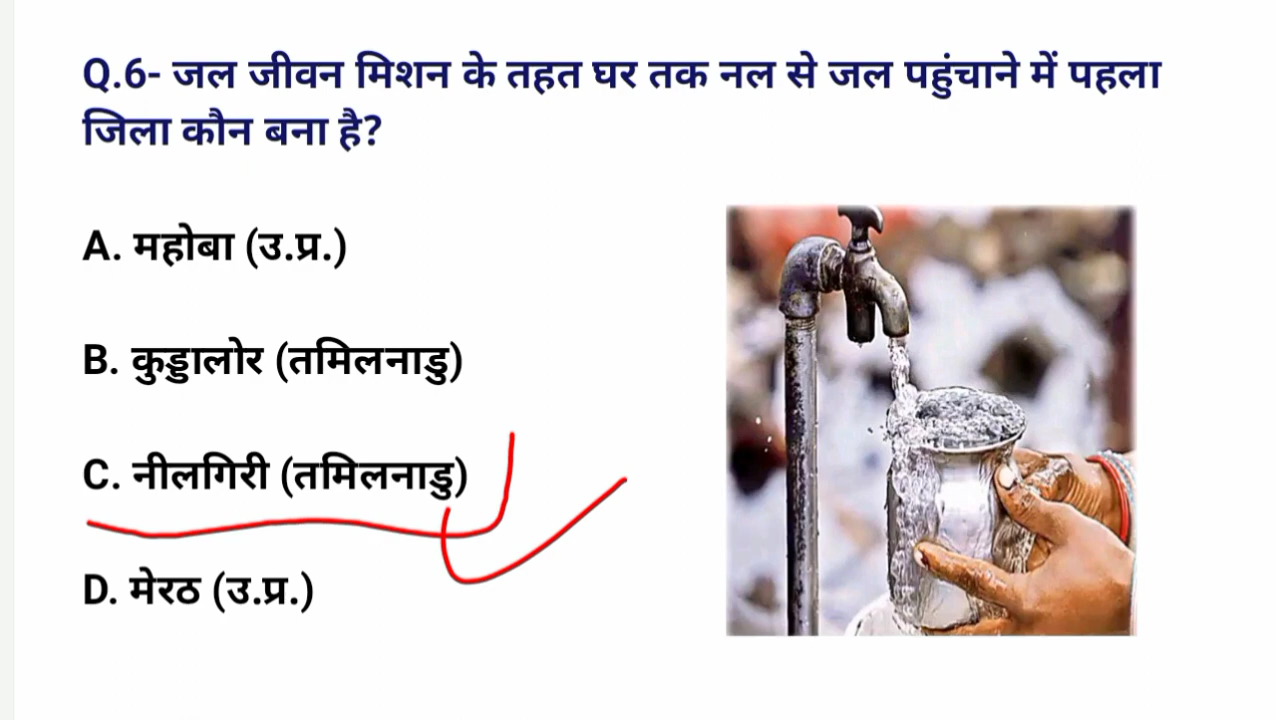 Q.6- जल जीवन मिशन के तहत घर तक नल से जल पहुंचाने में पहला
जिला कौन बना है?
A. महोबा (उ.प्र.)
B. कुड्डालोर (तमिलनाडु)
C. नीलगिरी (तमिलनाडु)
D. मेरठ (उ.प्र.)